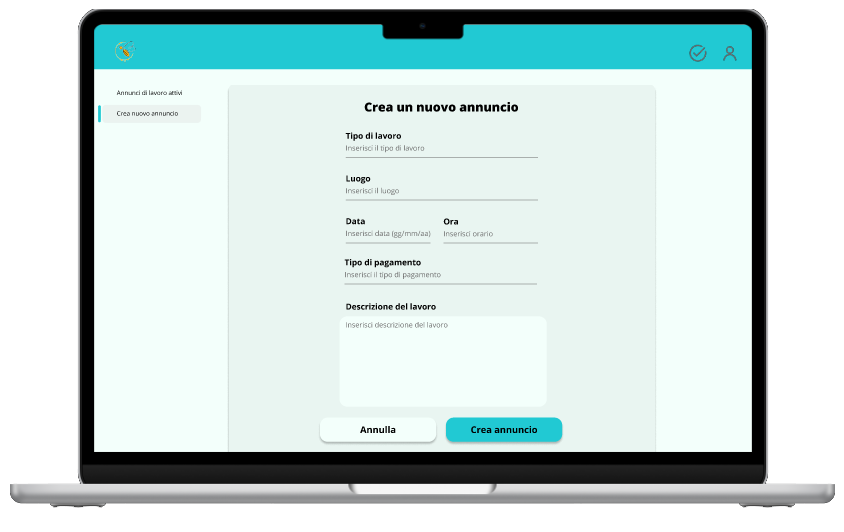 Annunci di lavoro attivi
Crea nuovo annuncio
Crea un nuovo annuncio
Tipo di lavoro
Inserisci il tipo di lavoro
Luogo
Inserisci il luogo
Data
Inserisci data (gg/mm/aa)
Ora
Inserisci orario
Tipo di pagamento
Inserisci il tipo di pagamento
Descrizione del lavoro
Inserisci descrizione del lavoro
Annulla
Crea annuncio